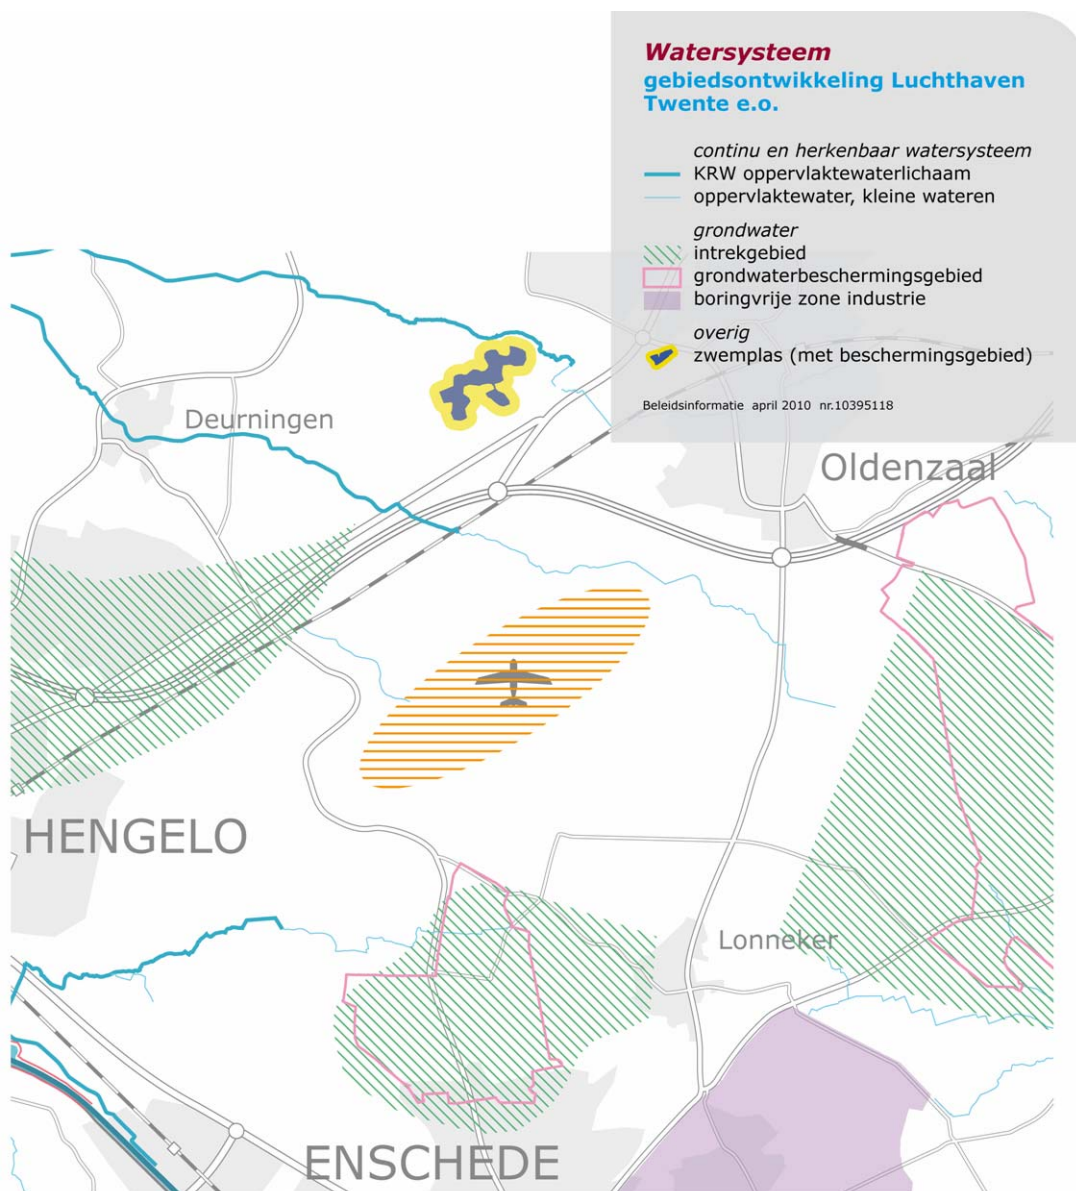 Watersysteem
gebiedsontwikkeling Luchthaven
Twente e.o.
continu en herkenbaar watersysteem
KRW oppervlaktewaterlichaam
oppervlaktewater, kleine wateren
grondwater
intrekgebied
grondwaterbeschermingsgebied
boringvrije zone industrie
overig
zwemplas (met beschermingsgebied)
Beleidsinformatie april 2010 nr.10395118
Deurningen
Oldenzaal
HENGELO
Lonneker
ENSCHEDE